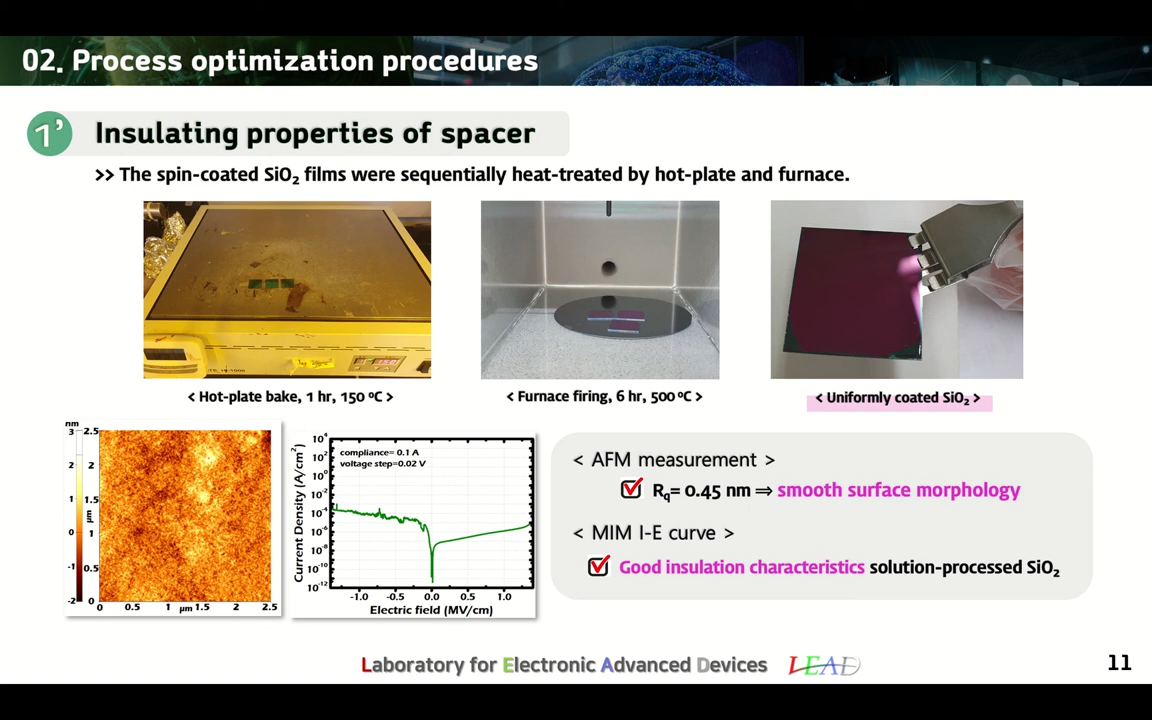 02. Process optimization procedures
1’
Insulating properties of spacer
>> The spin-coated SiO₂ films were sequentially heat-treated by hot-plate and furnace.
< Hot-plate bake, 1 hr, 150 ºC >
< Furnace firing, 6 hr, 500 ºC >
< Uniformly coated SiO₂ >
nm
3
2
1
0
-1
-2
2.5
2
1.5
μm
1
0.5
0
0 0.5 1 μm 1.5 2 2.5
Current Density (A/cm²)
10⁴
10²
10⁰
10⁻²
10⁻⁴
10⁻⁶
10⁻⁸
10⁻¹⁰
10⁻¹²
compliance= 0.1 A
voltage step=0.02 V
-1.0 -0.5 0.0 0.5 1.0
Electric field (MV/cm)
< AFM measurement >
Rq= 0.45 nm ⇒ smooth surface morphology
< MIM I-E curve >
Good insulation characteristics solution-processed SiO₂
Laboratory for Electronic Advanced Devices
LEAD
11